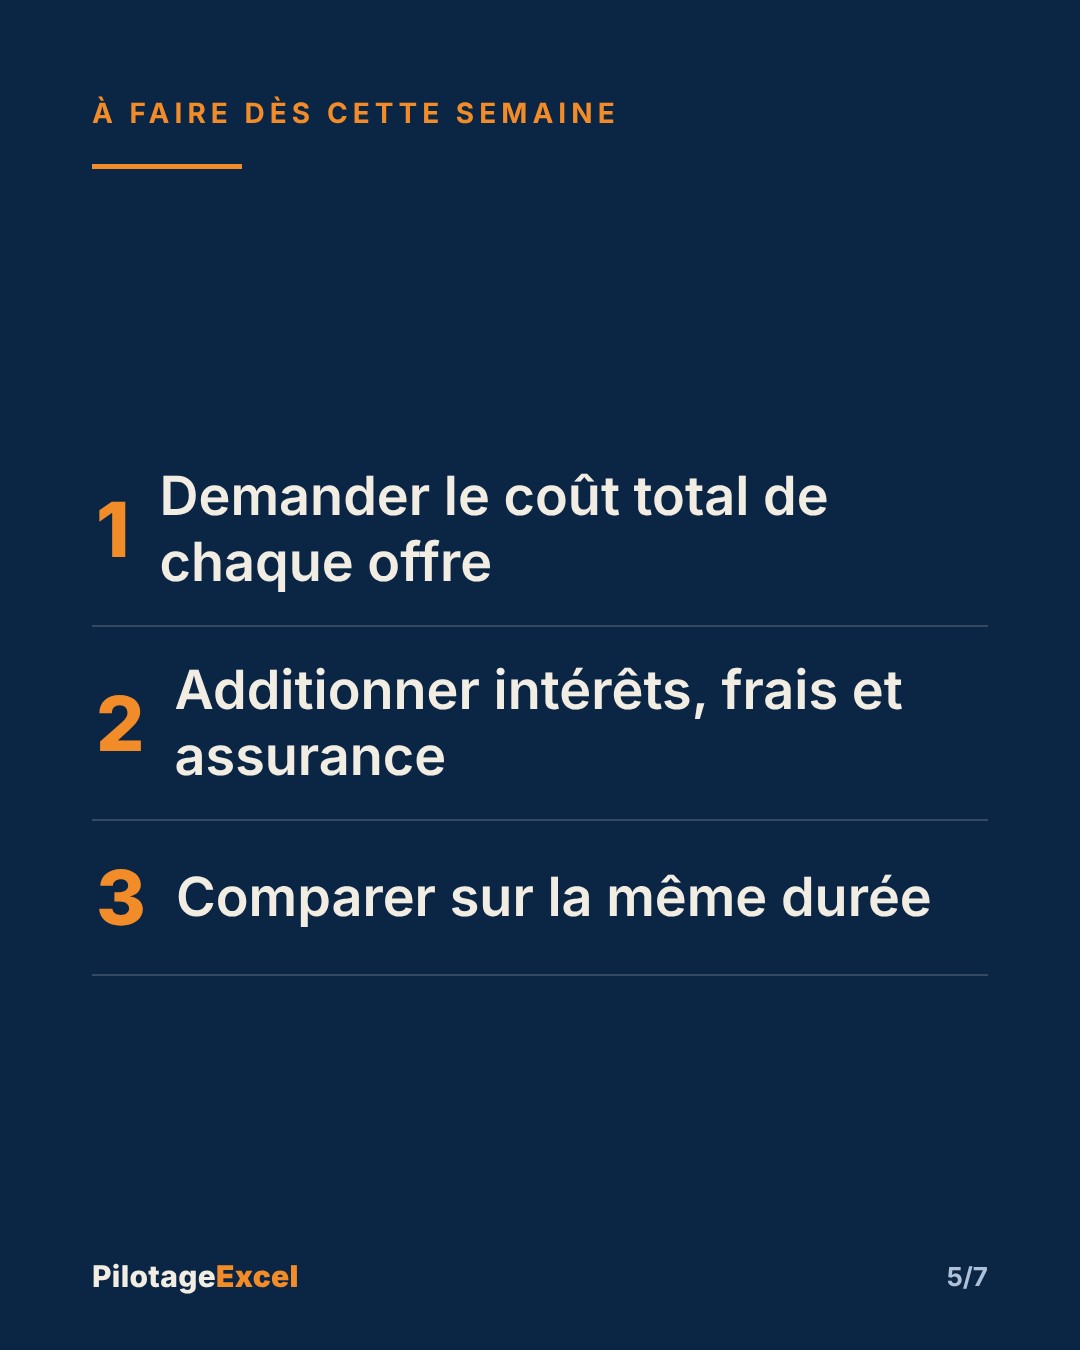 À FAIRE DÈS CETTE SEMAINE
1 Demander le coût total de
chaque offre
2 Additionner intérêts, frais et
assurance
3 Comparer sur la même durée
PilotageExcel
5/7